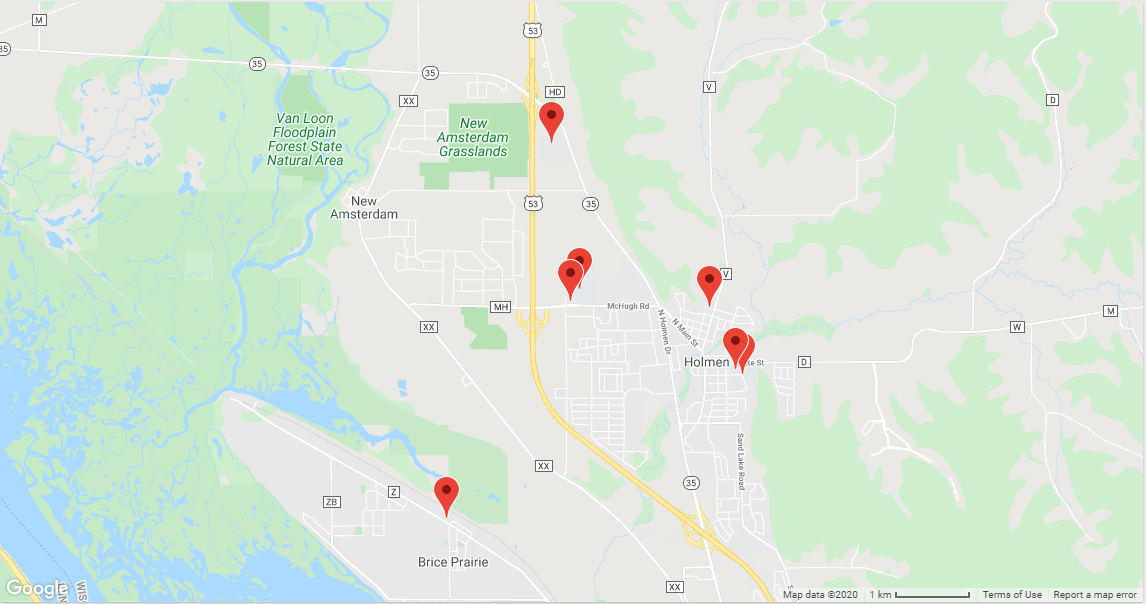 M
35
35
35
53
HD
V
D
XX
Van Loon
Floodplain
Forest State
Natural Area
New
Amsterdam
Grasslands
New
Amsterdam
53
35
V
MH
McHugh Rd
XX
N Holmen Dr
N Main St
W
M
Holmen
D
Sand Lake Road
XX
35
Z
ZB
Brice Prairie
XX
Google
WIS
Map data ©2020
1 km
Terms of Use
Report a map error